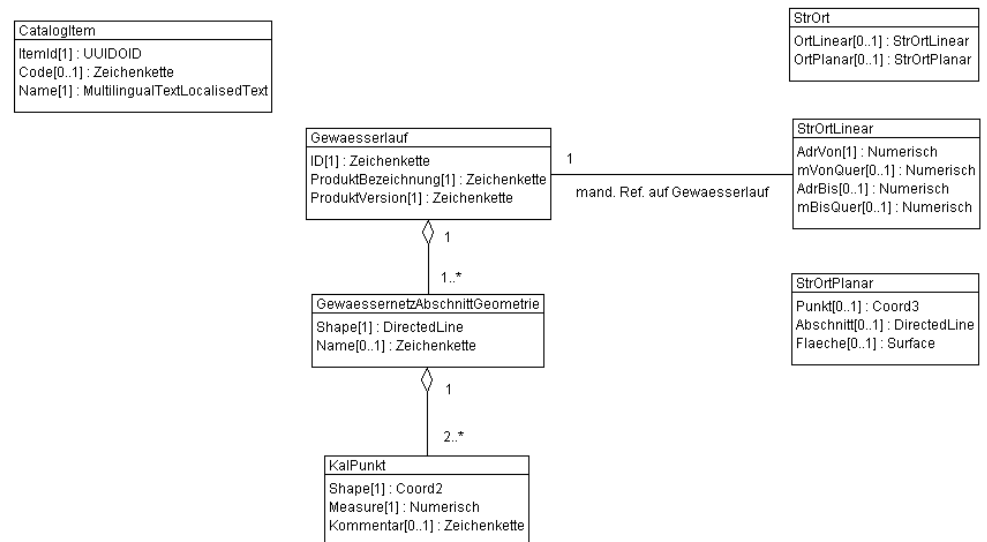 CatalogItem
ItemId[1] : UUIDOID
Code[0..1] : Zeichenkette
Name[1] : MultilingualTextLocalisedText
StrOrt
OrtLinear[0..1] : StrOrtLinear
OrtPlanar[0..1] : StrOrtPlanar
Gewaesserlauf
ID[1] : Zeichenkette
ProduktBezeichnung[1] : Zeichenkette
ProduktVersion[1] : Zeichenkette
1
mand. Ref. auf Gewaesserlauf
StrOrtLinear
AdrVon[1] : Numerisch
mVonQuer[0..1] : Numerisch
AdrBis[0..1] : Numerisch
mBisQuer[0..1] : Numerisch
1
1..*
GewaessernetzAbschnittGeometrie
Shape[1] : DirectedLine
Name[0..1] : Zeichenkette
StrOrtPlanar
Punkt[0..1] : Coord3
Abschnitt[0..1] : DirectedLine
Flaeche[0..1] : Surface
1
2..*
KalPunkt
Shape[1] : Coord2
Measure[1] : Numerisch
Kommentar[0..1] : Zeichenkette